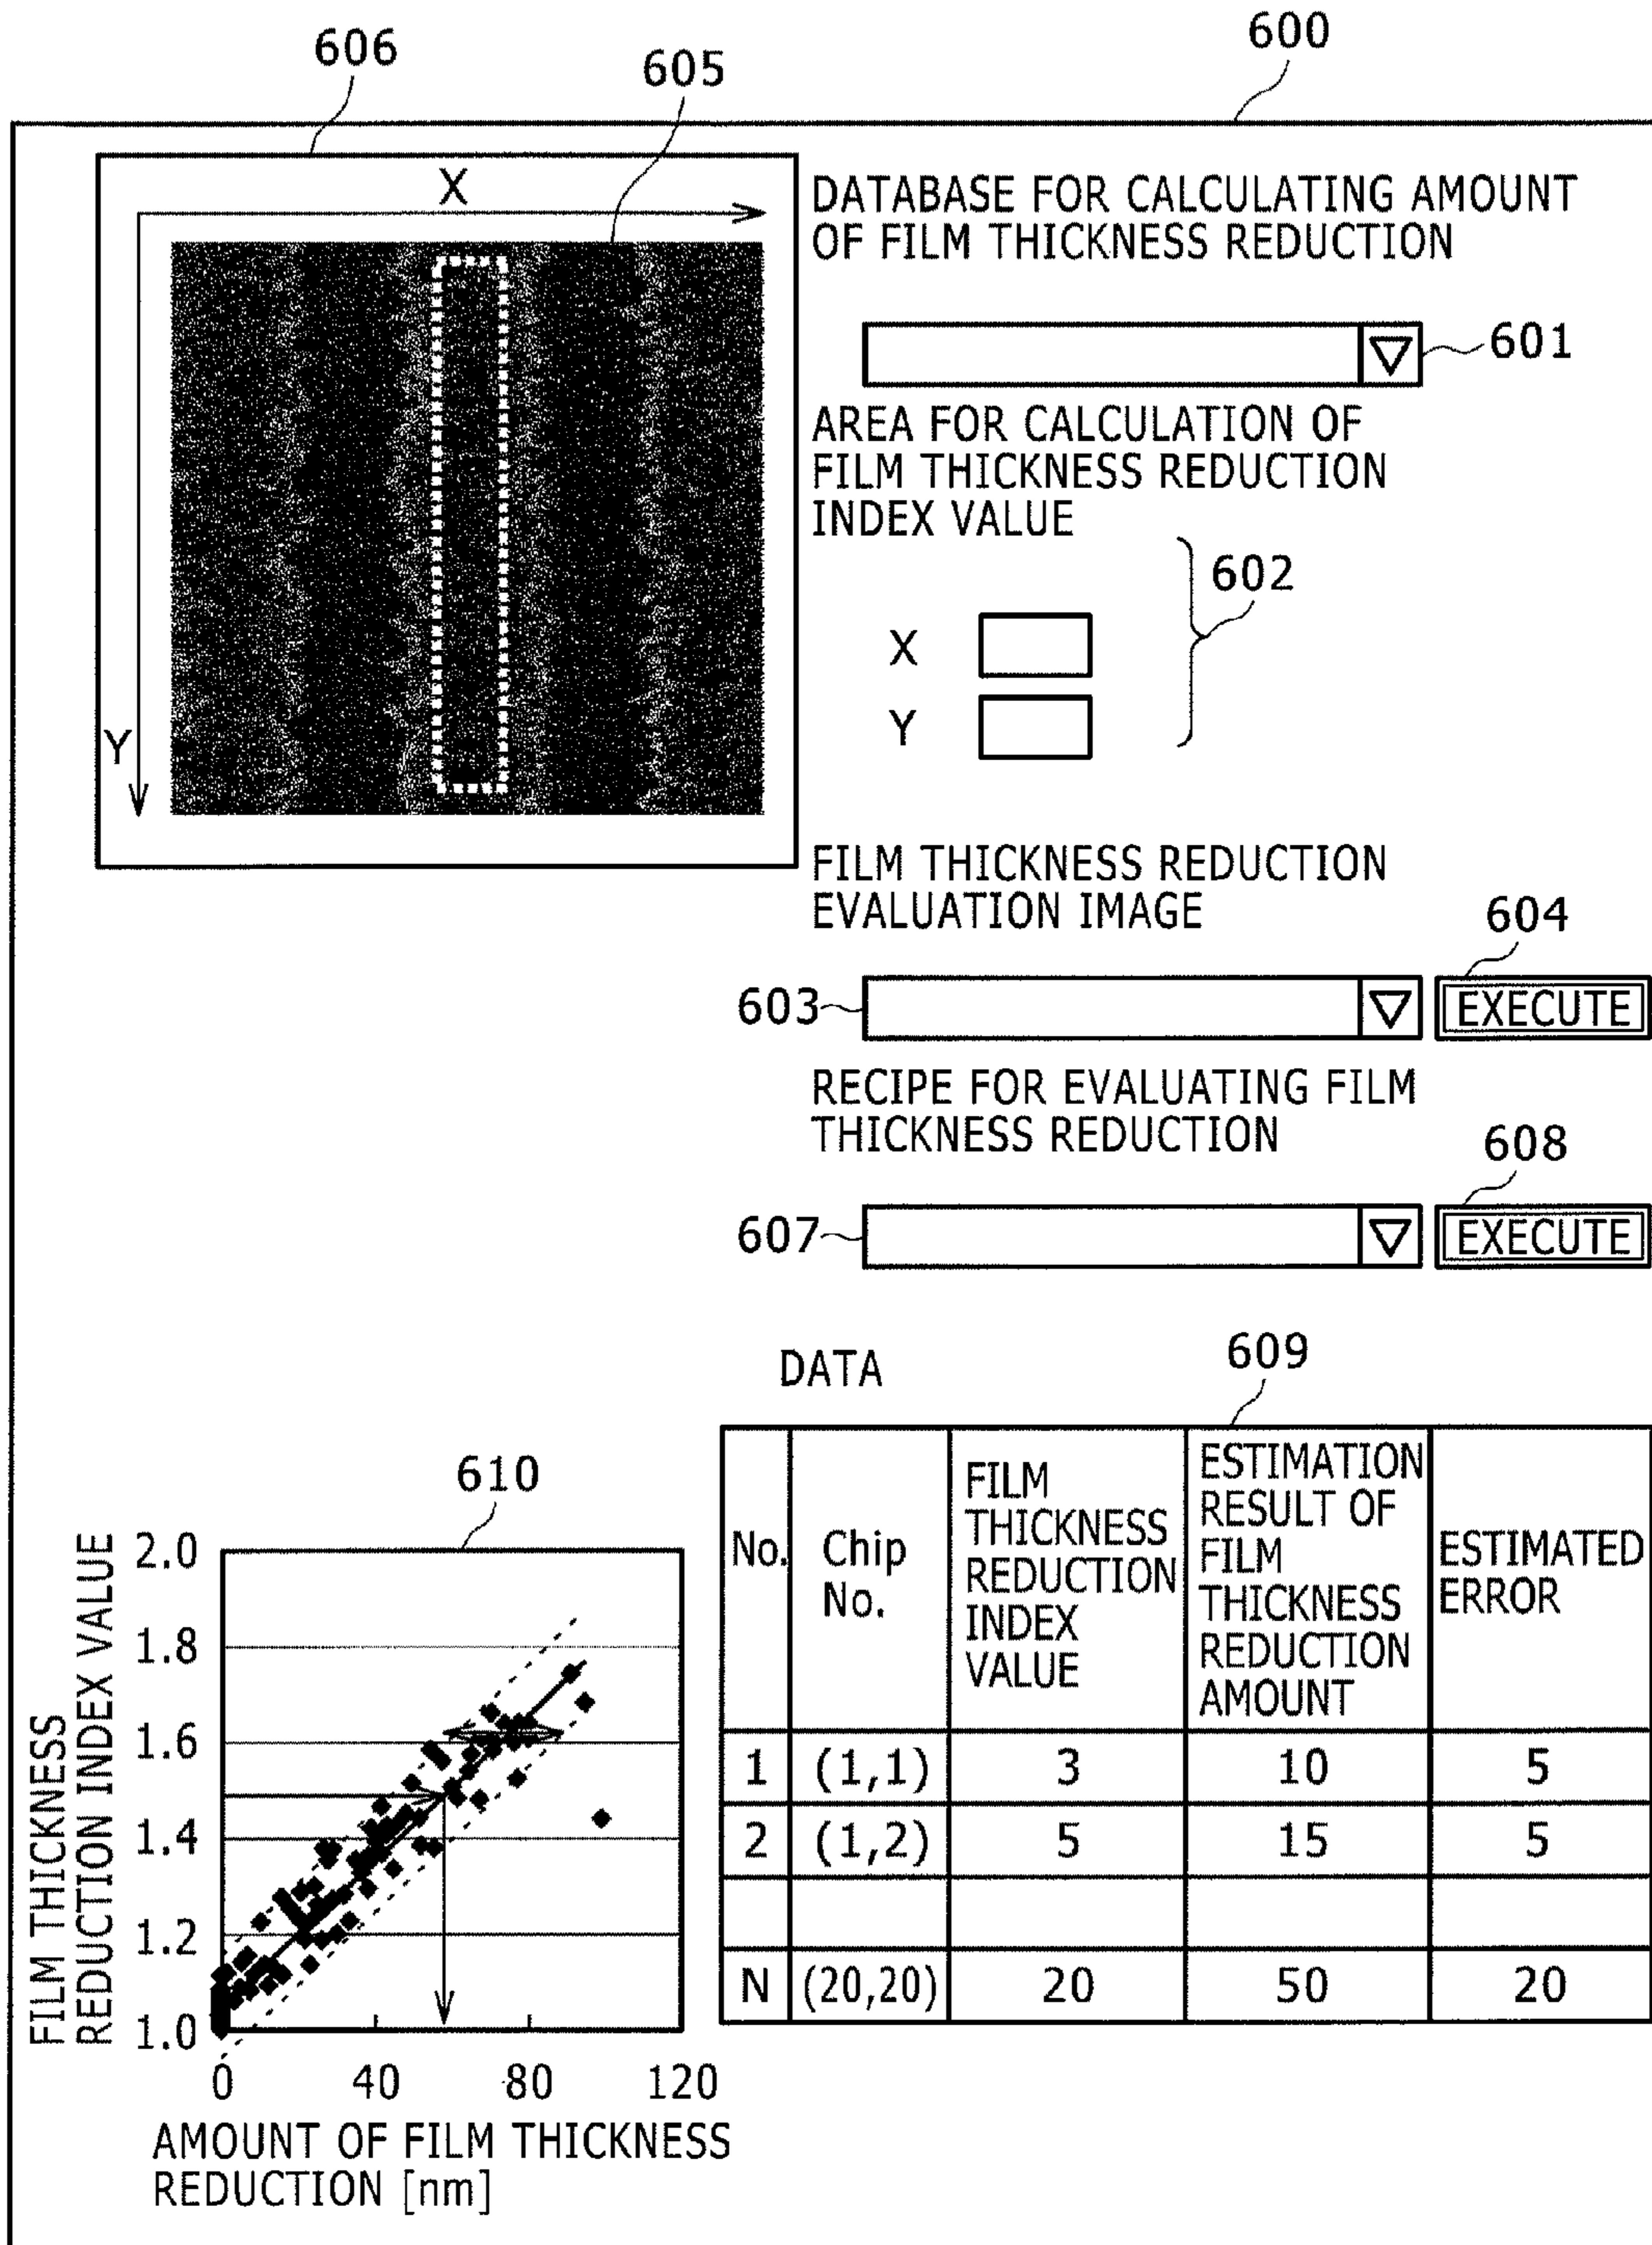 600
606
605
X
Y
DATABASE FOR CALCULATING AMOUNT
OF FILM THICKNESS REDUCTION
601
AREA FOR CALCULATION OF
FILM THICKNESS REDUCTION
INDEX VALUE
602
X
Y
FILM THICKNESS REDUCTION
EVALUATION IMAGE
604
603
EXECUTE
RECIPE FOR EVALUATING FILM
THICKNESS REDUCTION
608
607
EXECUTE
DATA
609
No.
Chip
No.
FILM
THICKNESS
REDUCTION
INDEX
VALUE
ESTIMATION
RESULT OF
FILM
THICKNESS
REDUCTION
AMOUNT
ESTIMATED
ERROR
1 (1,1) 3 10 5
2 (1,2) 5 15 5
N (20,20) 20 50 20
610
FILM THICKNESS
REDUCTION INDEX VALUE
2.0
1.8
1.6
1.4
1.2
1.0
0 40 80 120
AMOUNT OF FILM THICKNESS
REDUCTION [nm]